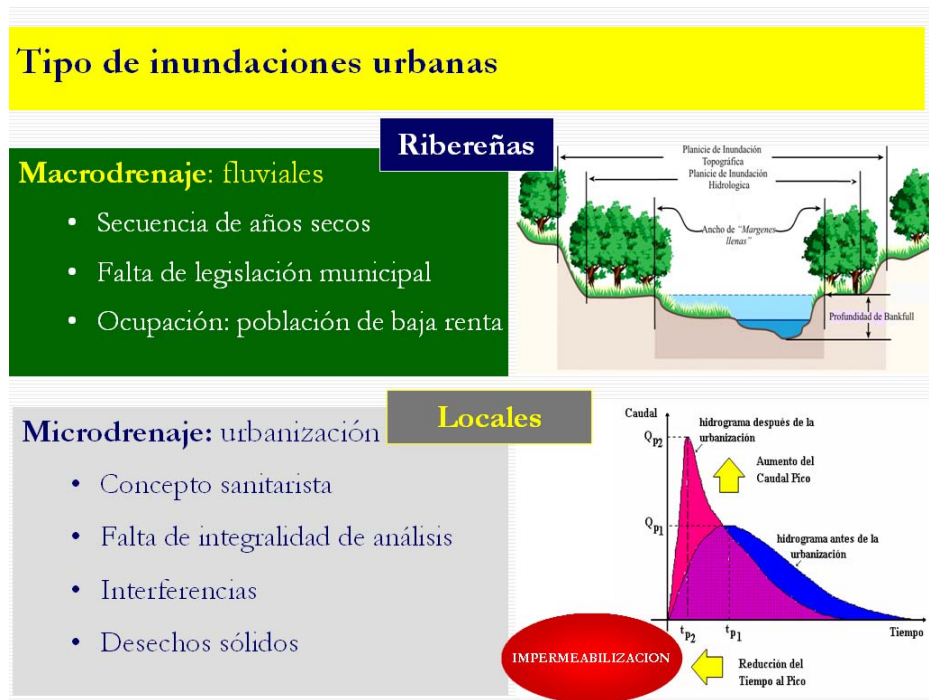 Tipo de inundaciones urbanas
Ribereñas
Macrodrenaje: fluviales
• Secuencia de años secos
• Falta de legislación municipal
• Ocupación: población de baja renta
Planicie de Inundación
Topográfica
Planicie de Inundación
Hidrologica
Ancho de "Margenes
llenas"
Profundidad de Bankfull
Locales
Microdrenaje: urbanización
• Concepto sanitarista
• Falta de integralidad de análisis
• Interferencias
• Desechos sólidos
Caudal
hidrograma después de la
urbanización
Qp2
Aumento del
Caudal Pico
Qp1
hidrograma antes de la
urbanización
tp2
tp1
Tiempo
IMPERMEABILIZACION
Reducción del
Tiempo al Pico